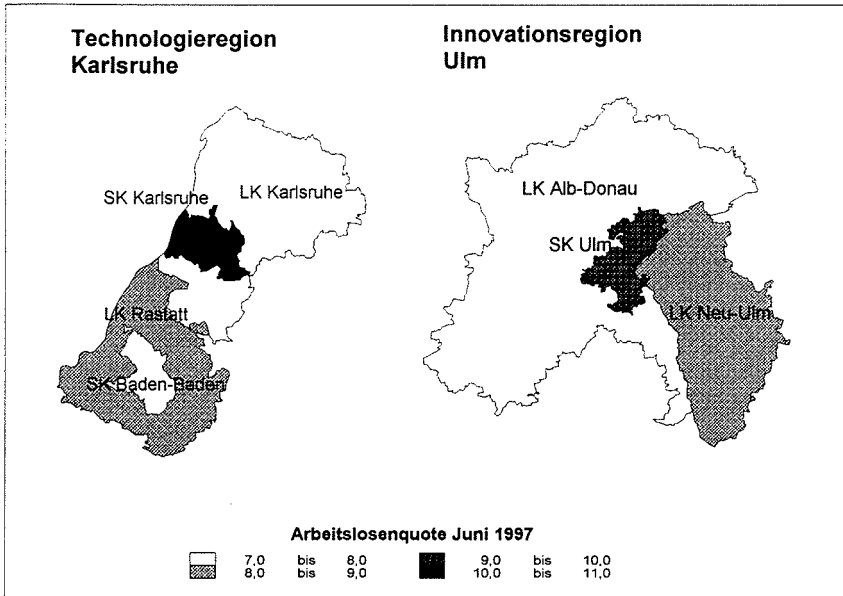 Technologieregion
Karlsruhe
Innovationsregion
Ulm
SK Karlsruhe
LK Karlsruhe
LK Rastatt
SK Baden-Baden
LK Alb-Donau
SK Ulm
LK Neu-Ulm
Arbeitslosenquote Juni 1997
7,0 bis 8,0 9,0 bis 10,0
8,0 bis 9,0 10,0 bis 11,0